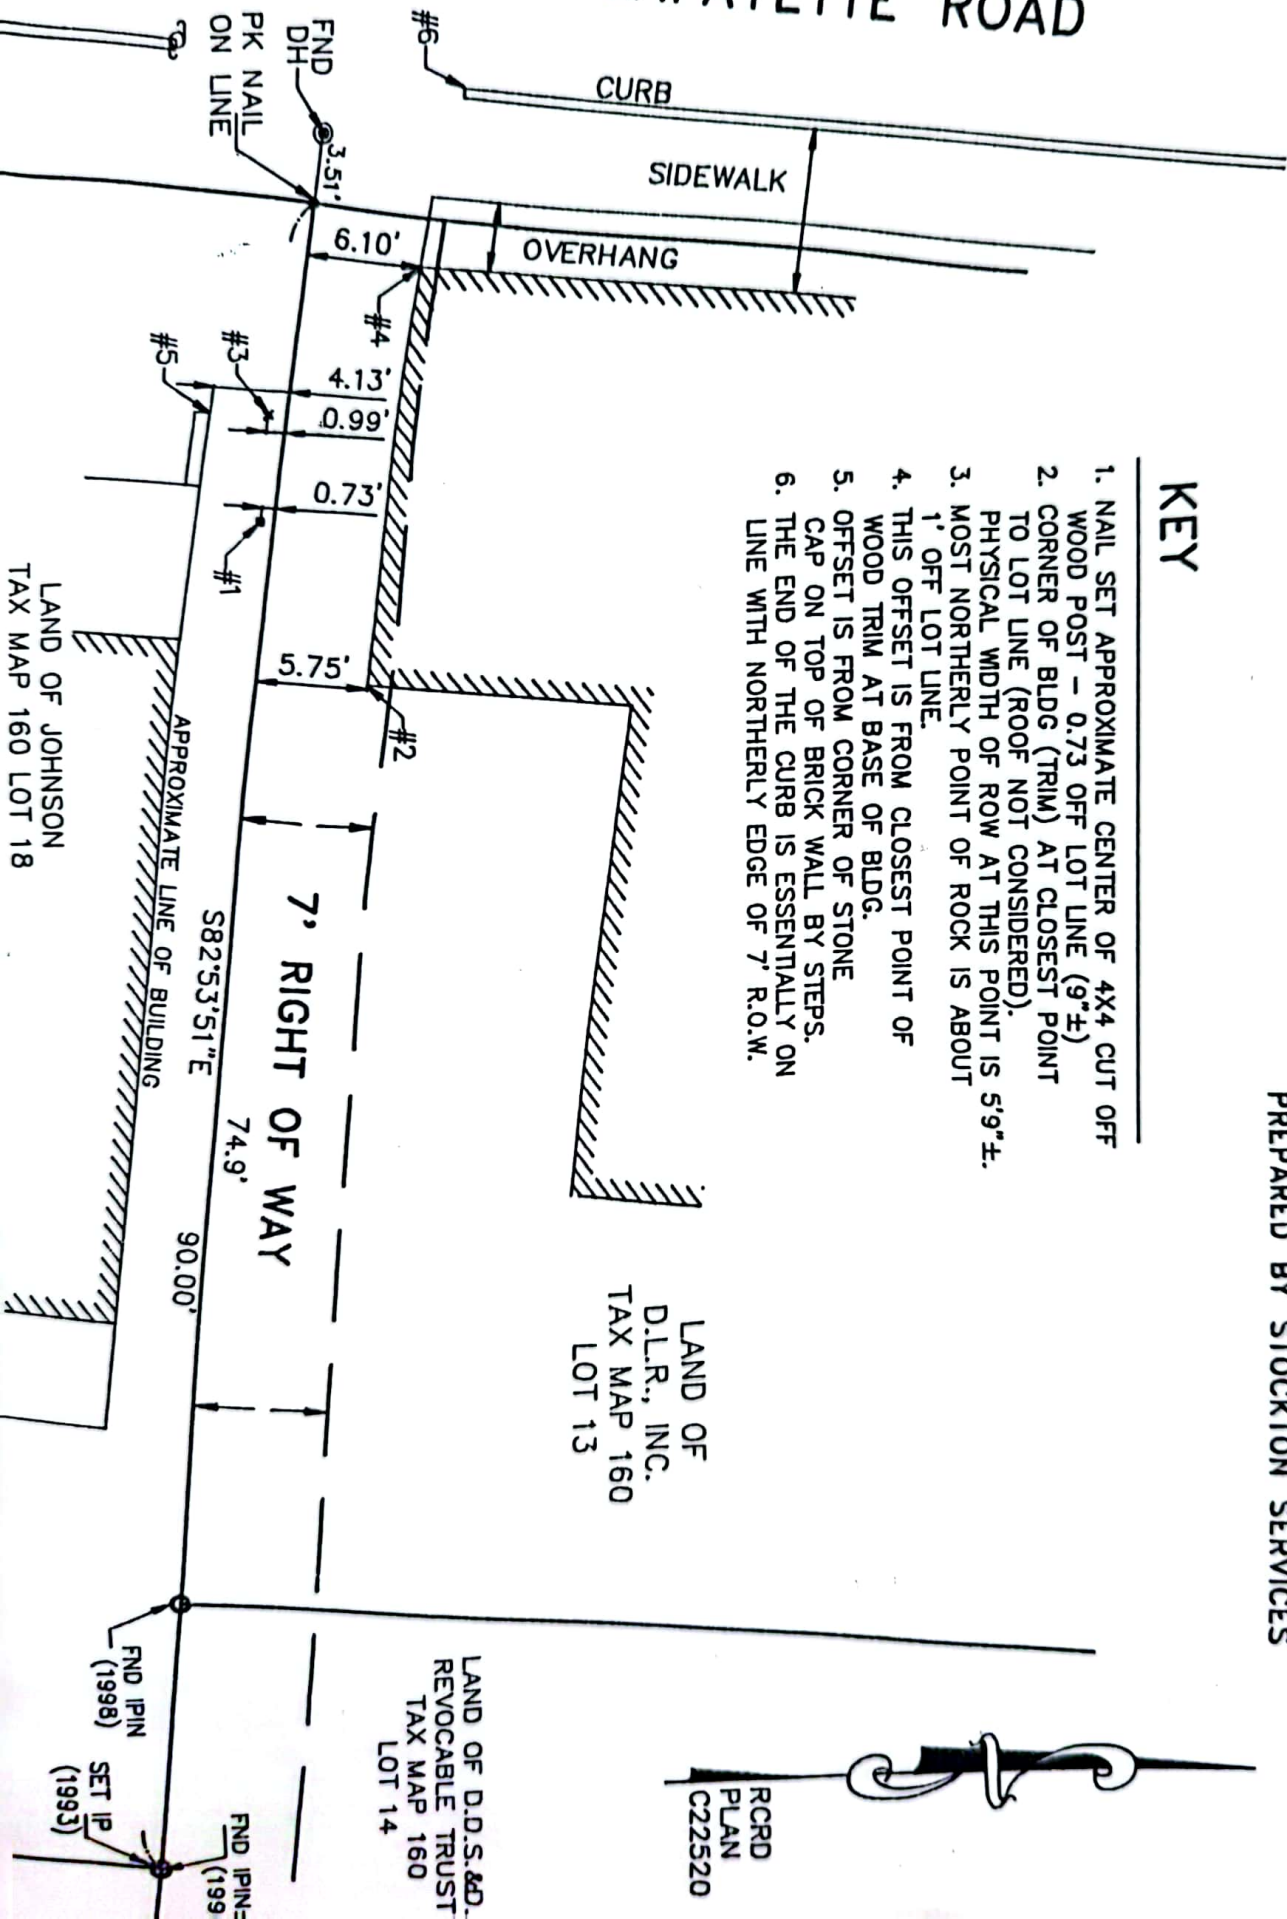 ROAD
CURB
SIDEWALK
OVERHANG
#6
FND
DH
PK NAIL
ON LINE
3.51'
6.10'
#4
#3
#5
4.13'
0.99'
0.73'
#1
5.75'
#2
KEY
1. NAIL SET APPROXIMATE CENTER OF 4X4 CUT OFF
WOOD POST – 0.73 OFF LOT LINE (9"±)
2. CORNER OF BLDG (TRIM) AT CLOSEST POINT
TO LOT LINE (ROOF NOT CONSIDERED).
PHYSICAL WIDTH OF ROW AT THIS POINT IS 5'9"±.
3. MOST NORTHERLY POINT OF ROCK IS ABOUT
1' OFF LOT LINE.
4. THIS OFFSET IS FROM CLOSEST POINT OF
WOOD TRIM AT BASE OF BLDG.
5. OFFSET IS FROM CORNER OF STONE
CAP ON TOP OF BRICK WALL BY STEPS.
6. THE END OF THE CURB IS ESSENTIALLY ON
LINE WITH NORTHERLY EDGE OF 7' R.O.W.
PREPARED BY STOCKTON SERVICES
LAND OF JOHNSON
TAX MAP 160 LOT 18
APPROXIMATE LINE OF BUILDING
S82°53'51"E
90.00'
74.9'
7' RIGHT OF WAY
LAND OF
D.L.R., INC.
TAX MAP 160
LOT 13
FND IPIN
(1998)
SET IP
(1993)
FND IPIN=
(199
LAND OF D.D.S.&D.
REVOCABLE TRUST
TAX MAP 160
LOT 14
RCRD
PLAN
C22520